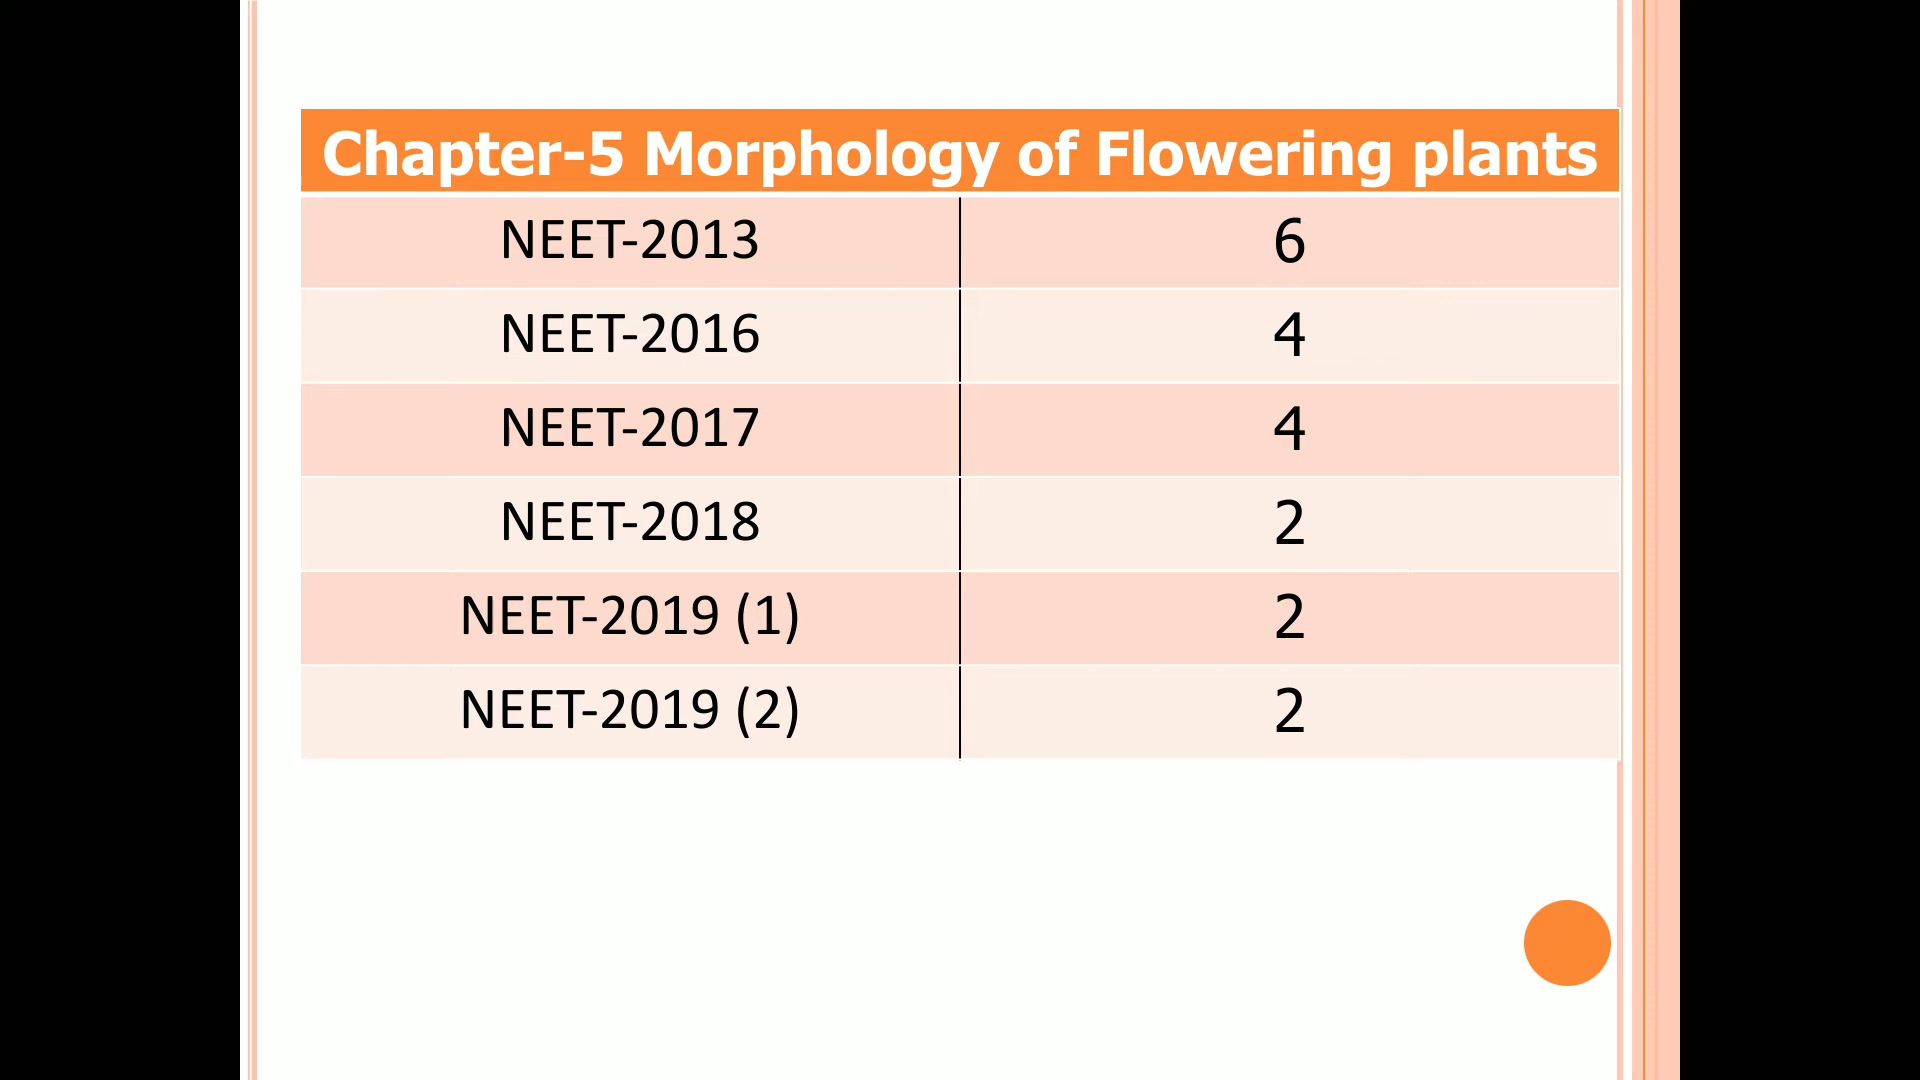 Chapter-5 Morphology of Flowering plants
NEET-2013 6
NEET-2016 4
NEET-2017 4
NEET-2018 2
NEET-2019 (1) 2
NEET-2019 (2) 2